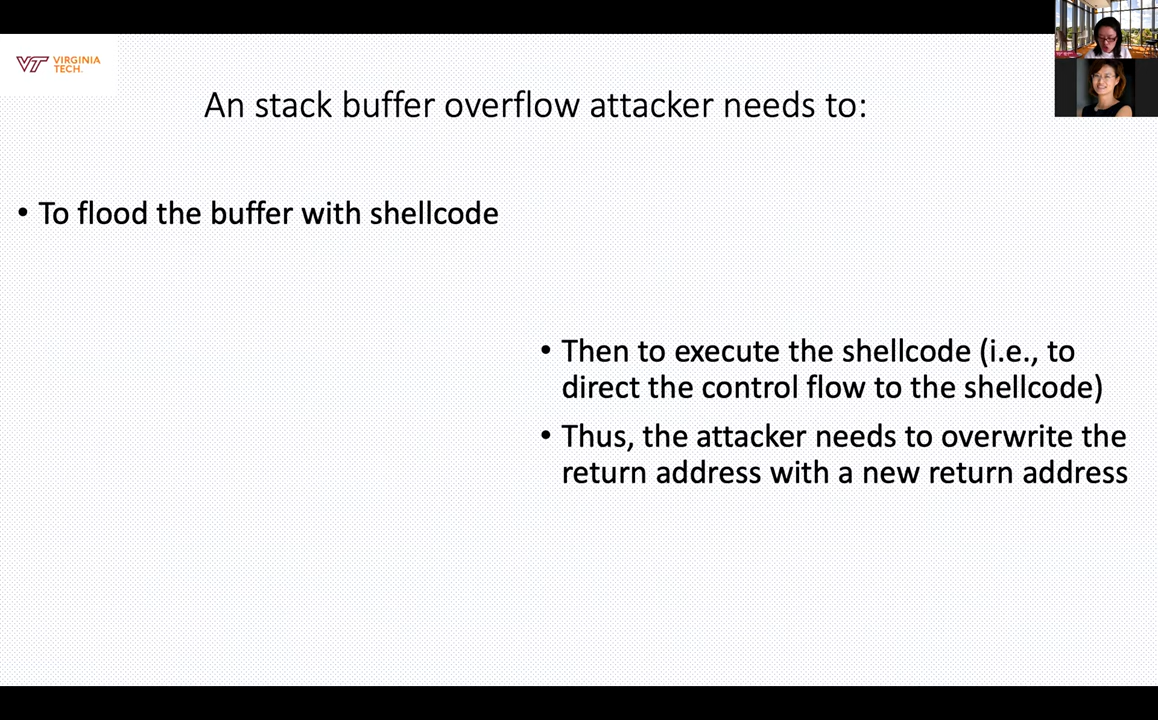 VT VIRGINIA
TECH.
An stack buffer overflow attacker needs to:
• To flood the buffer with shellcode
• Then to execute the shellcode (i.e., to
direct the control flow to the shellcode)
• Thus, the attacker needs to overwrite the
return address with a new return address